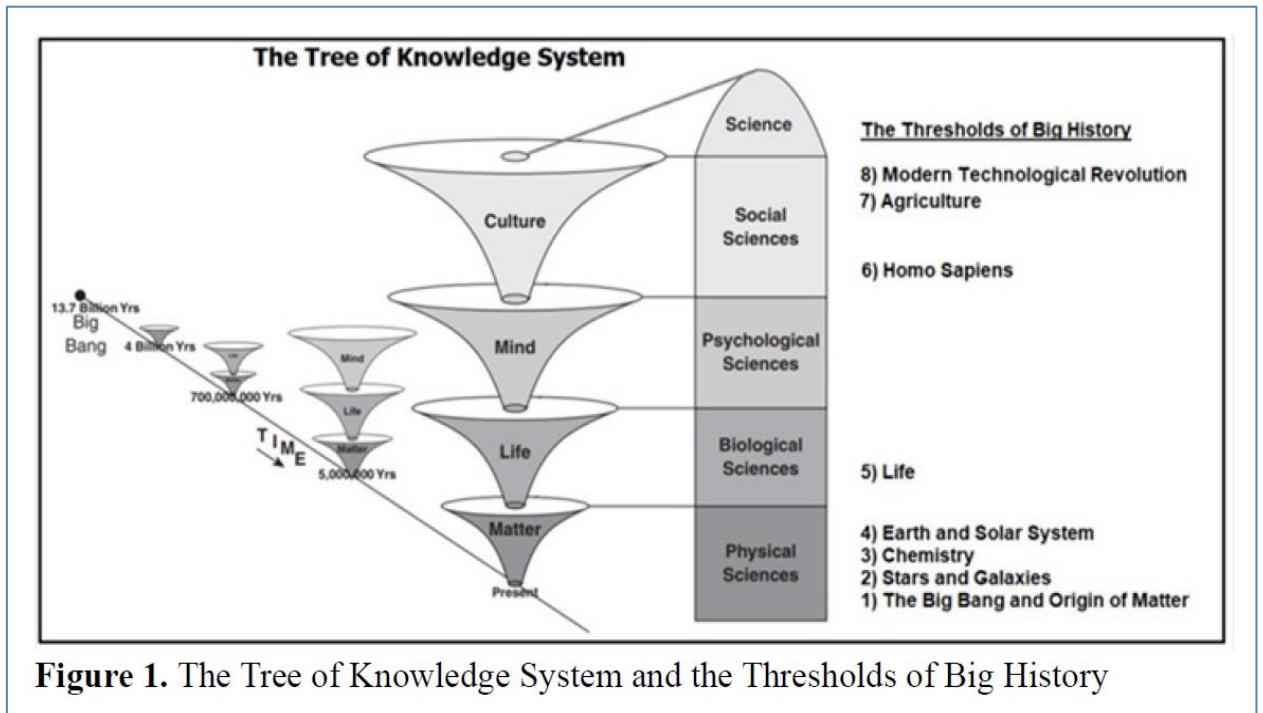 The Tree of Knowledge System
Science
Culture
Social
Sciences
Mind
Psychological
Sciences
Life
Biological
Sciences
Matter
Physical
Sciences
Present
13.7 Billion Yrs
Big
Bang
4 Billion Yrs
Life
700,000,000 Yrs
Mind
Life
Matter
5,000,000 Yrs
TIME
The Thresholds of Big History
8) Modern Technological Revolution
7) Agriculture
6) Homo Sapiens
5) Life
4) Earth and Solar System
3) Chemistry
2) Stars and Galaxies
1) The Big Bang and Origin of Matter
Figure 1. The Tree of Knowledge System and the Thresholds of Big History